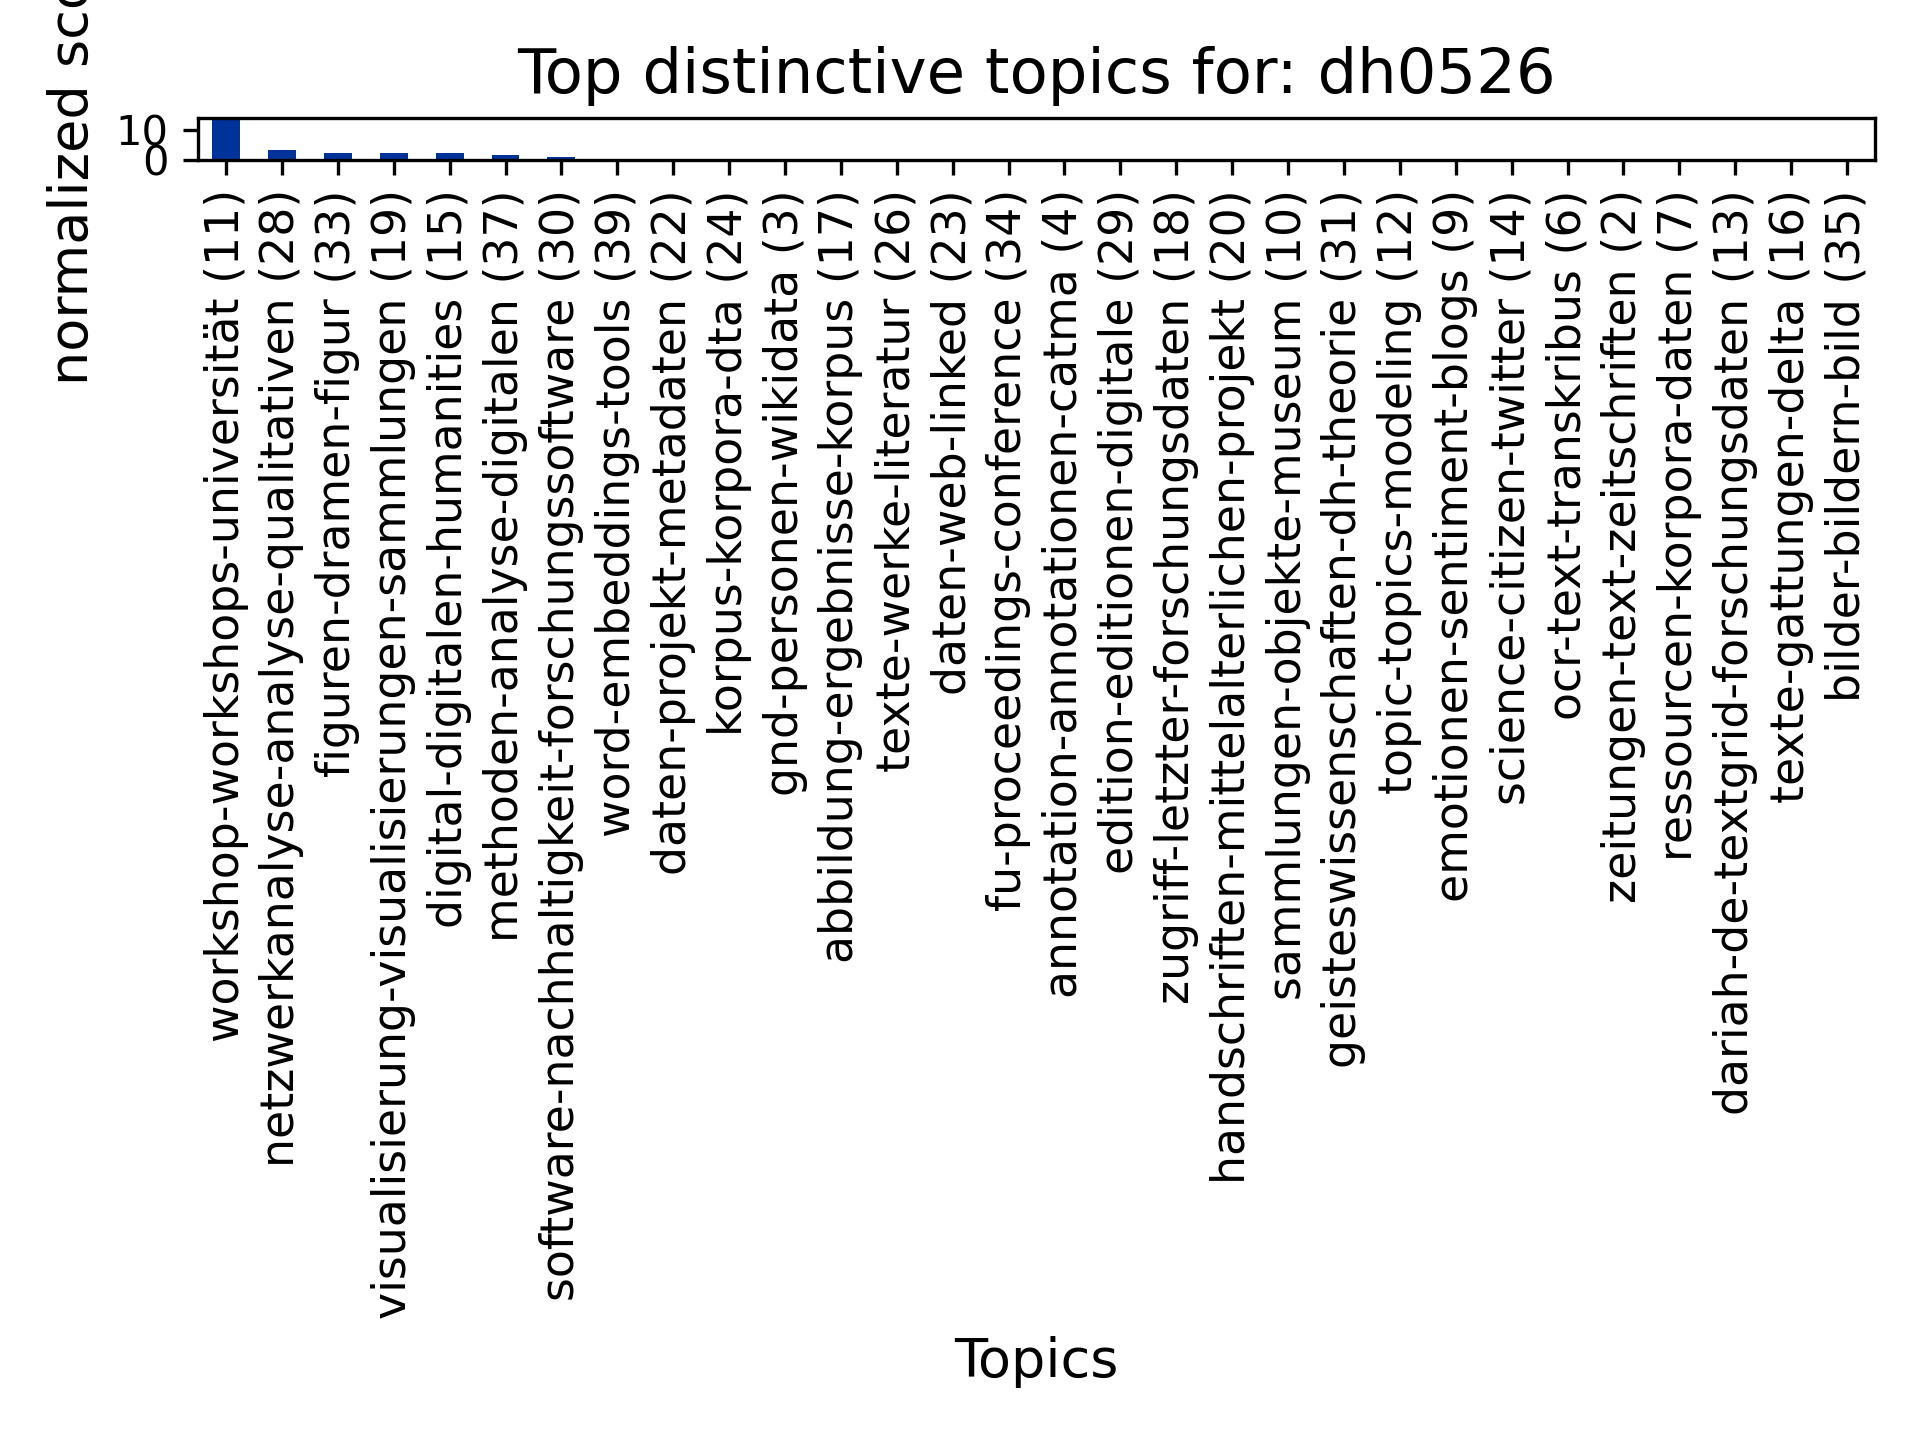 Top distinctive topics for: dh0526
normalized
10
0
workshop-workshops-universität (11)
netzwerkanalyse-analyse-qualitativen (28)
figuren-dramen-figur (33)
visualisierung-visualisierungen-sammlungen (19)
digital-digitalen-humanities (15)
methoden-analyse-digitalen (37)
software-nachhaltigkeit-forschungssoftware (30)
word-embeddings-tools (39)
daten-projekt-metadaten (22)
korpus-korpora-dta (24)
gnd-personen-wikidata (3)
abbildung-ergebnisse-korpus (17)
texte-werke-literatur (26)
daten-web-linked (23)
fu-proceedings-conference (34)
annotation-annotationen-catma (4)
edition-editionen-digitale (29)
zugriff-letzter-forschungsdaten (18)
handschriften-mittelalterlichen-projekt (20)
sammlungen-objekte-museum (10)
geisteswissenschaften-dh-theorie (31)
topic-topics-modeling (12)
emotionen-sentiment-blogs (9)
science-citizen-twitter (14)
ocr-text-transkribus (6)
zeitungen-text-zeitschriften (2)
ressourcen-korpora-daten (7)
dariah-de-textgrid-forschungsdaten (13)
texte-gattungen-delta (16)
bilder-bildern-bild (35)
Topics